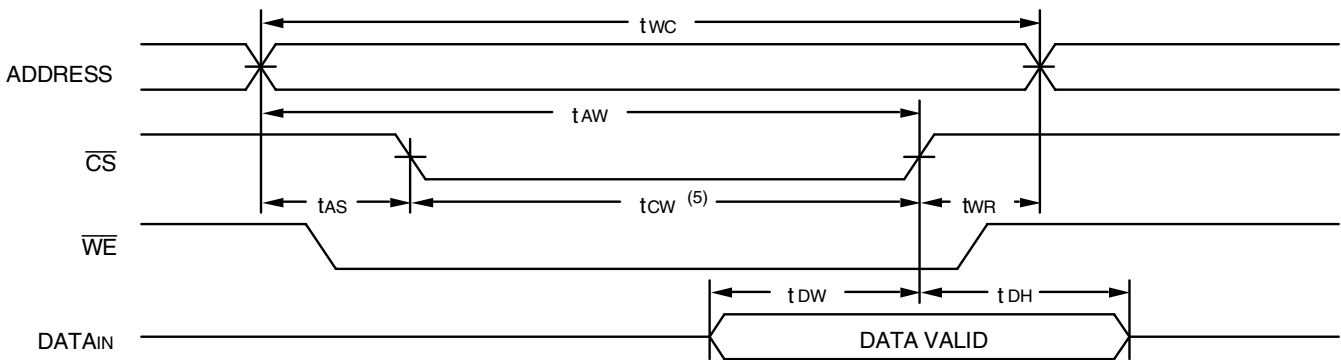 tWC
ADDRESS
tAW
CS
tAS
tCW (5)
tWR
WE
tDW
tDH
DATAIN
DATA VALID